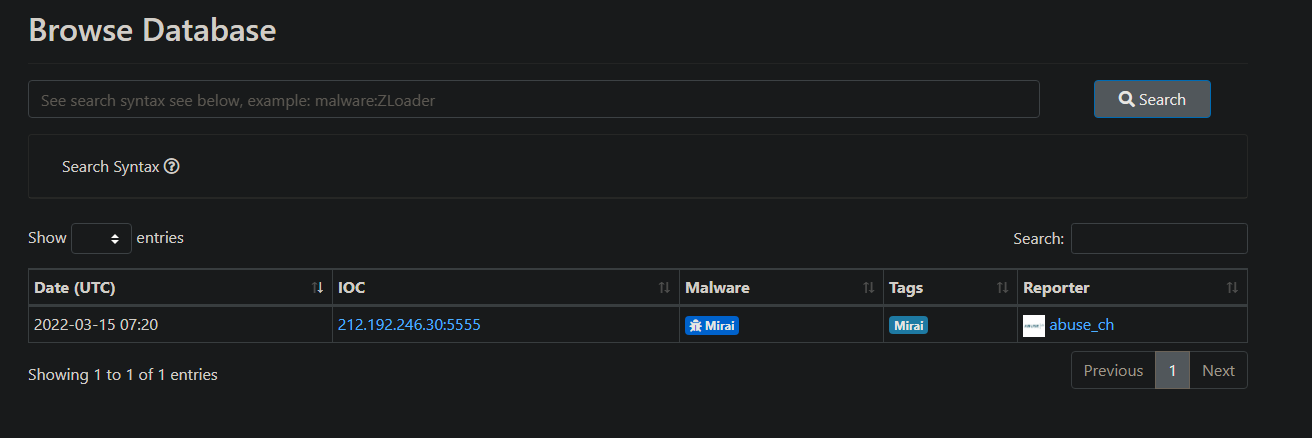 Browse Database
See search syntax see below, example: malware:ZLoader
Search
Search Syntax
Show entries
Search:
Date (UTC) IOC Malware Tags Reporter
2022-03-15 07:20 212.192.246.30:5555 Mirai Mirai abuse_ch
Showing 1 to 1 of 1 entries
Previous 1 Next